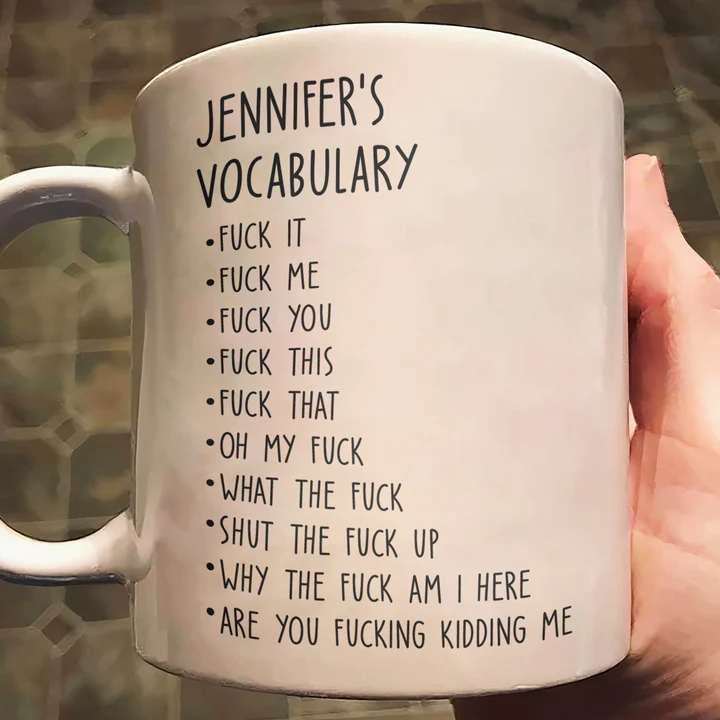 JENNIFER'S
VOCABULARY
•FUCK IT
•FUCK ME
•FUCK YOU
•FUCK THIS
•FUCK THAT
•OH MY FUCK
•WHAT THE FUCK
•SHUT THE FUCK UP
•WHY THE FUCK AM I HERE
•ARE YOU FUCKING KIDDING ME